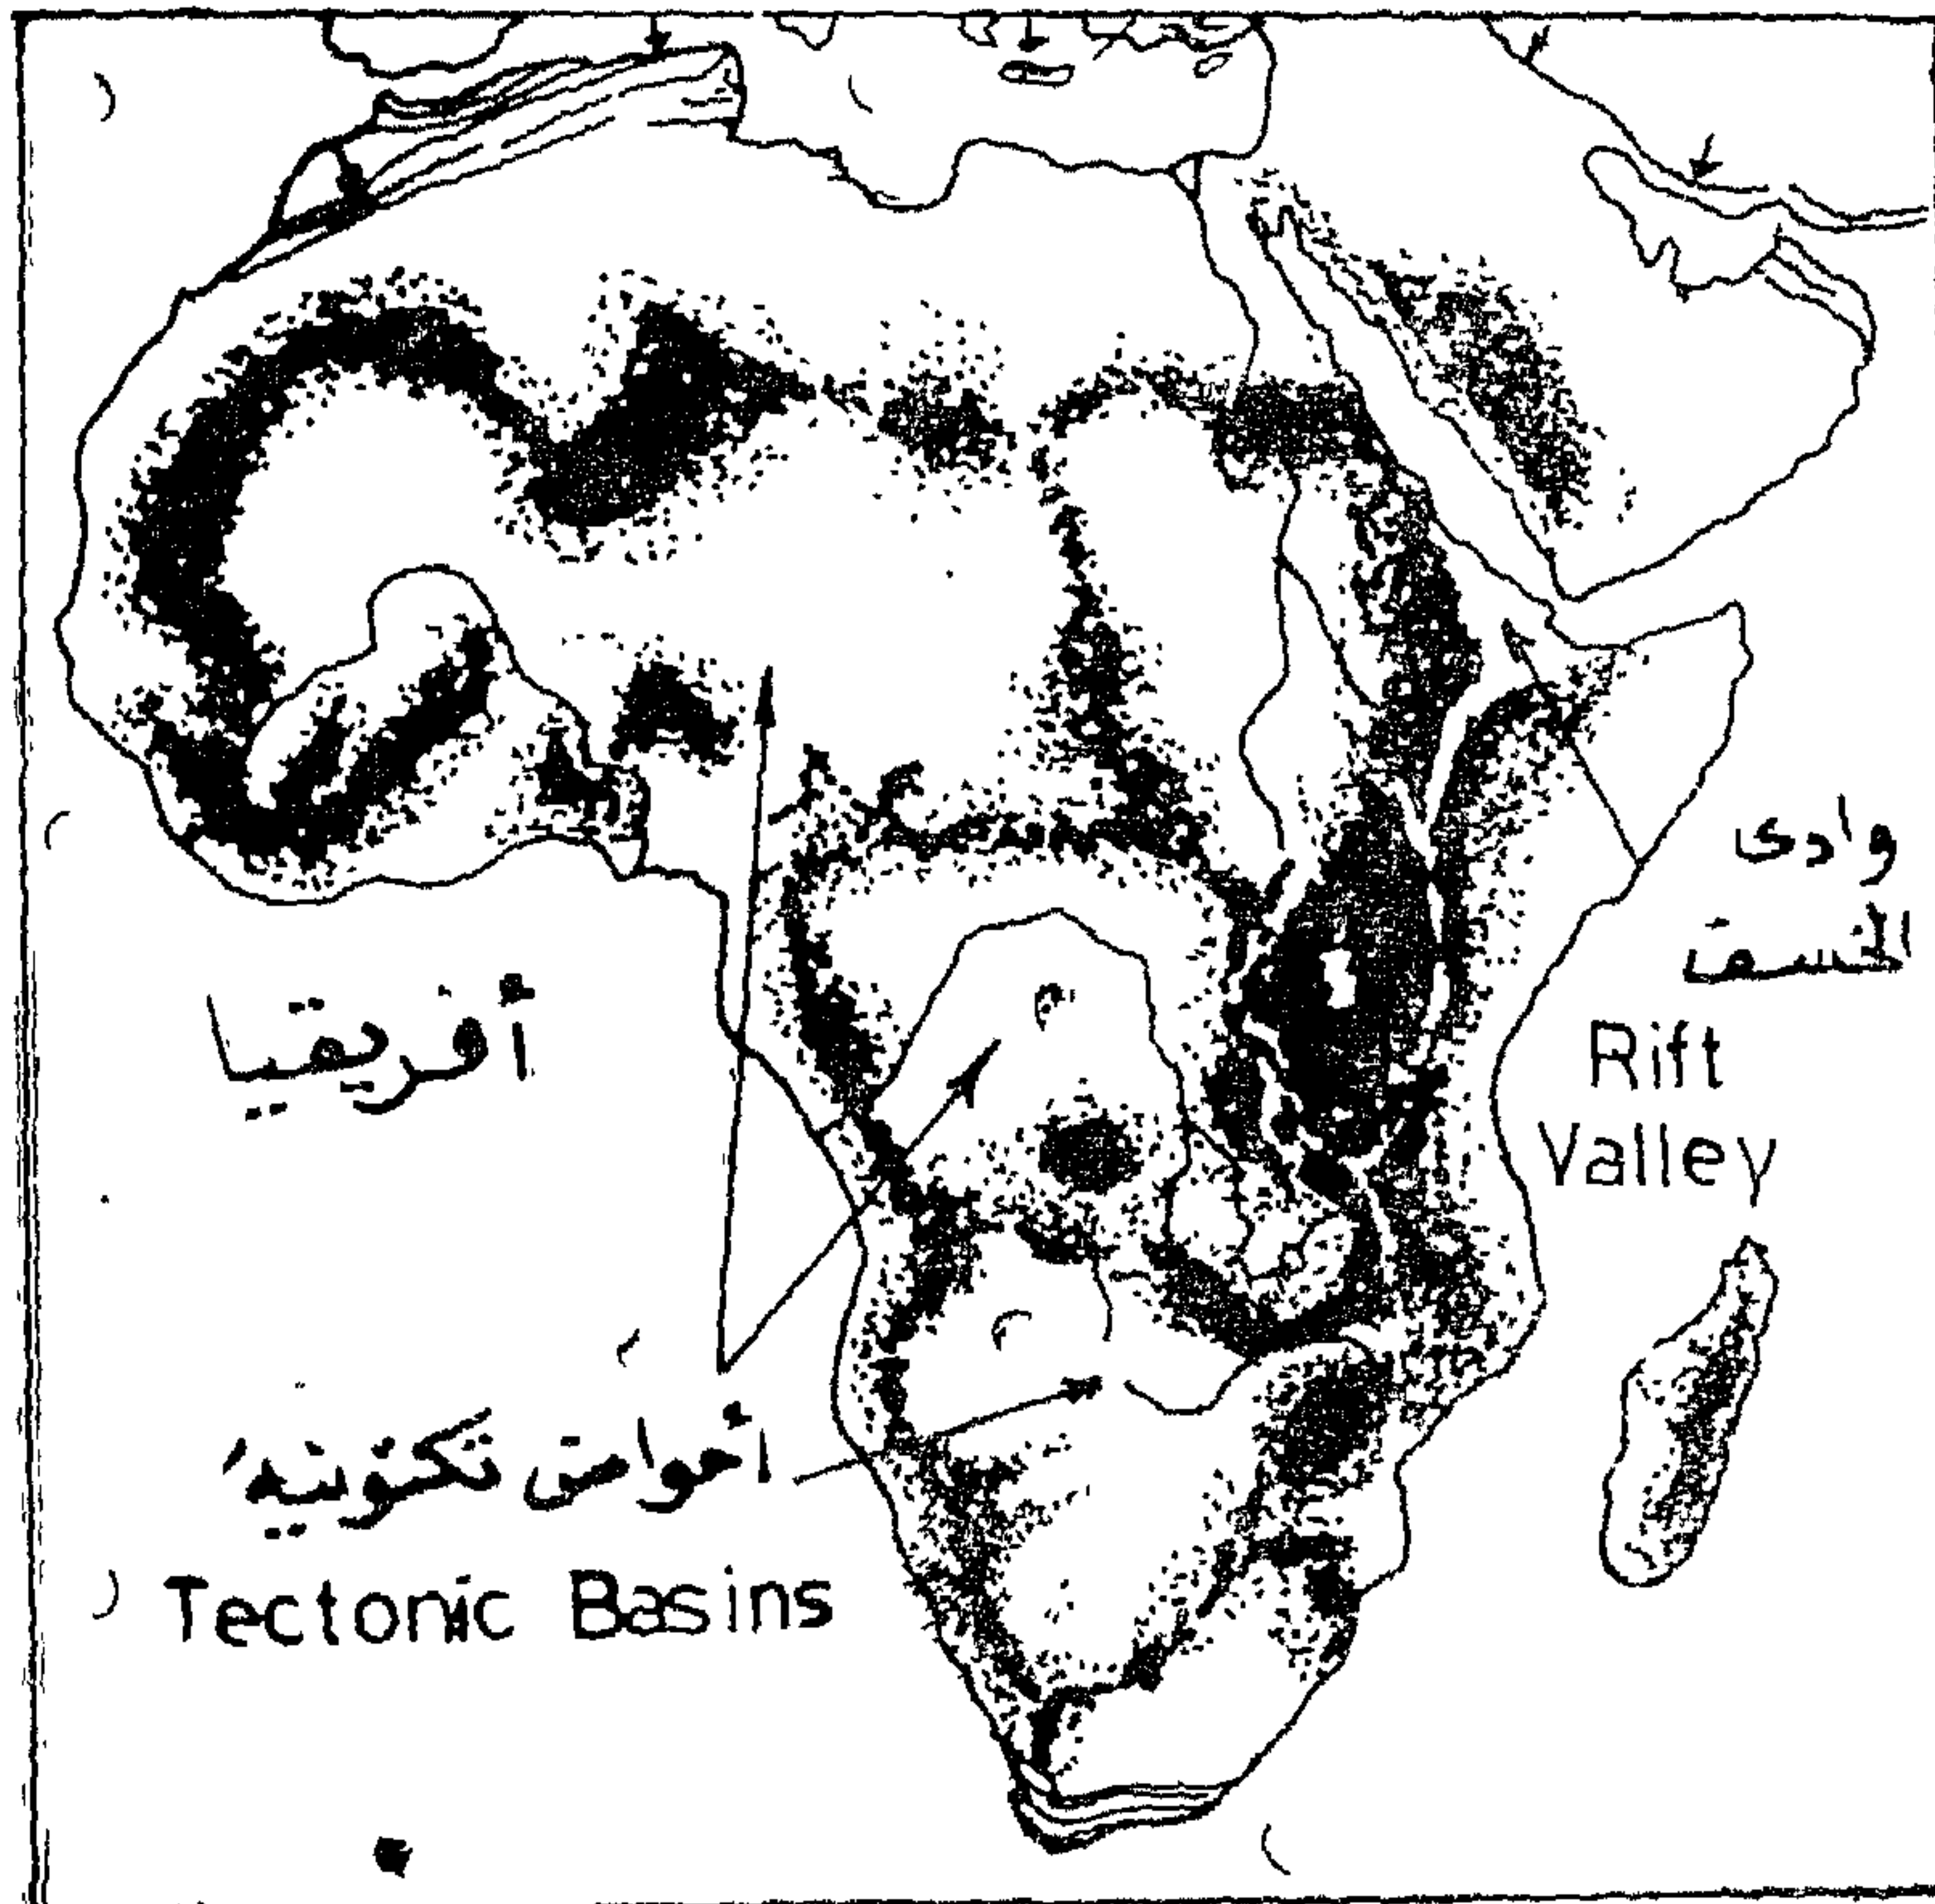 وادى
الخسف
Rift
Valley
أفريقيا
أحواض تكتونية
Tectonic Basins